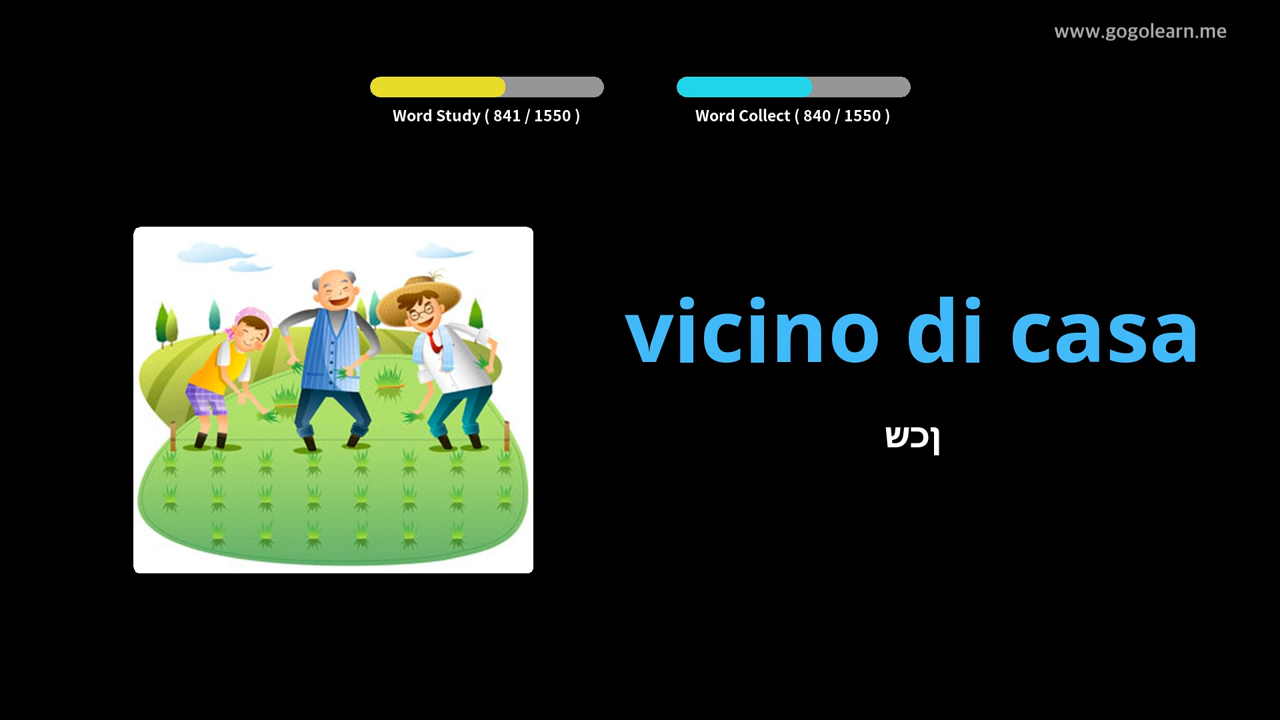 www.gogolearn.me
Word Study ( 841 / 1550 )
Word Collect ( 840 / 1550 )
vicino di casa
שכן